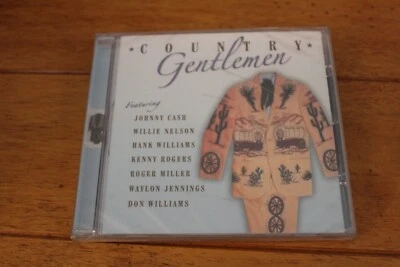 ★ COUNTRY ★
Gentlemen
Featuring
JOHNNY CASH
WILLIE NELSON
HANK WILLIAMS
KENNY ROGERS
ROGER MILLER
WAYLON JENNINGS
DON WILLIAMS